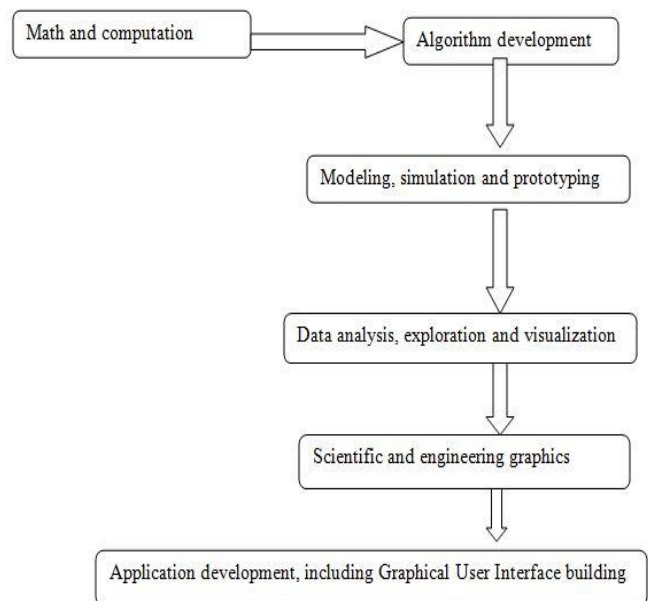 Math and computation
Algorithm development
Modeling, simulation and prototyping
Data analysis, exploration and visualization
Scientific and engineering graphics
Application development, including Graphical User Interface building